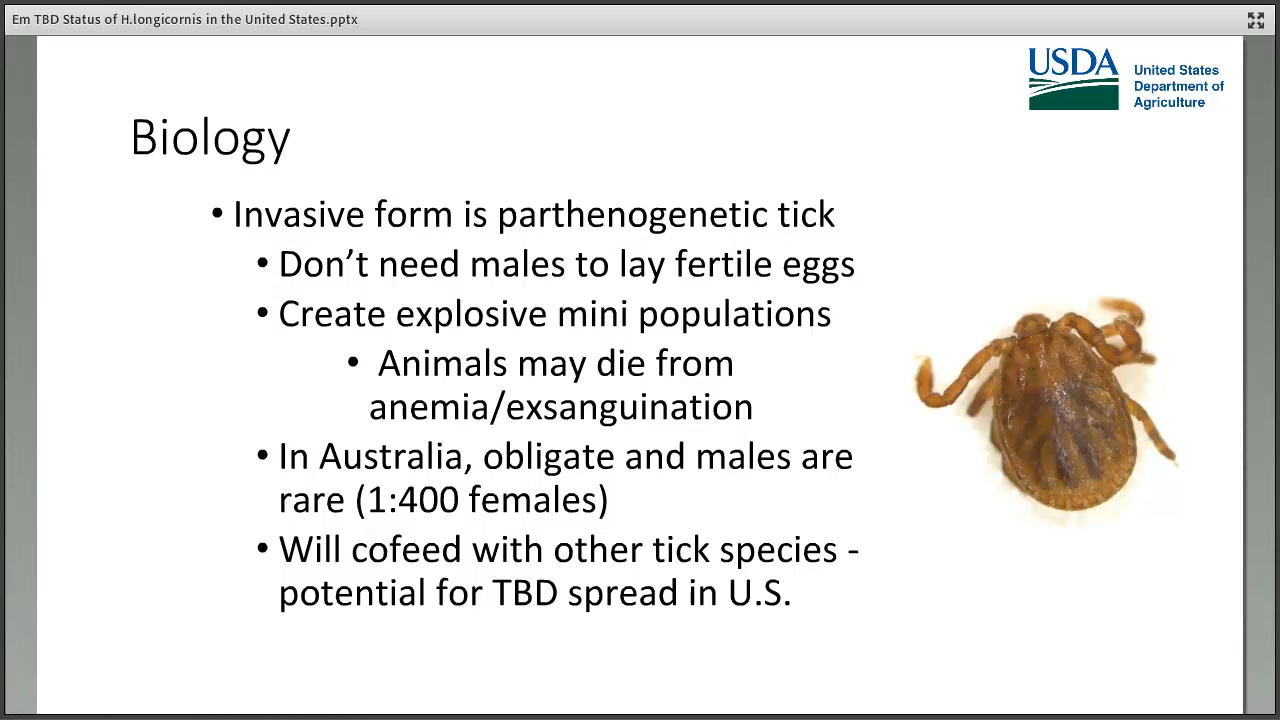 Em TBD Status of H.longicornis in the United States.pptx
USDA
United States
Department of
Agriculture
Biology
• Invasive form is parthenogenetic tick
• Don’t need males to lay fertile eggs
• Create explosive mini populations
• Animals may die from
anemia/exsanguination
• In Australia, obligate and males are
rare (1:400 females)
• Will cofeed with other tick species -
potential for TBD spread in U.S.